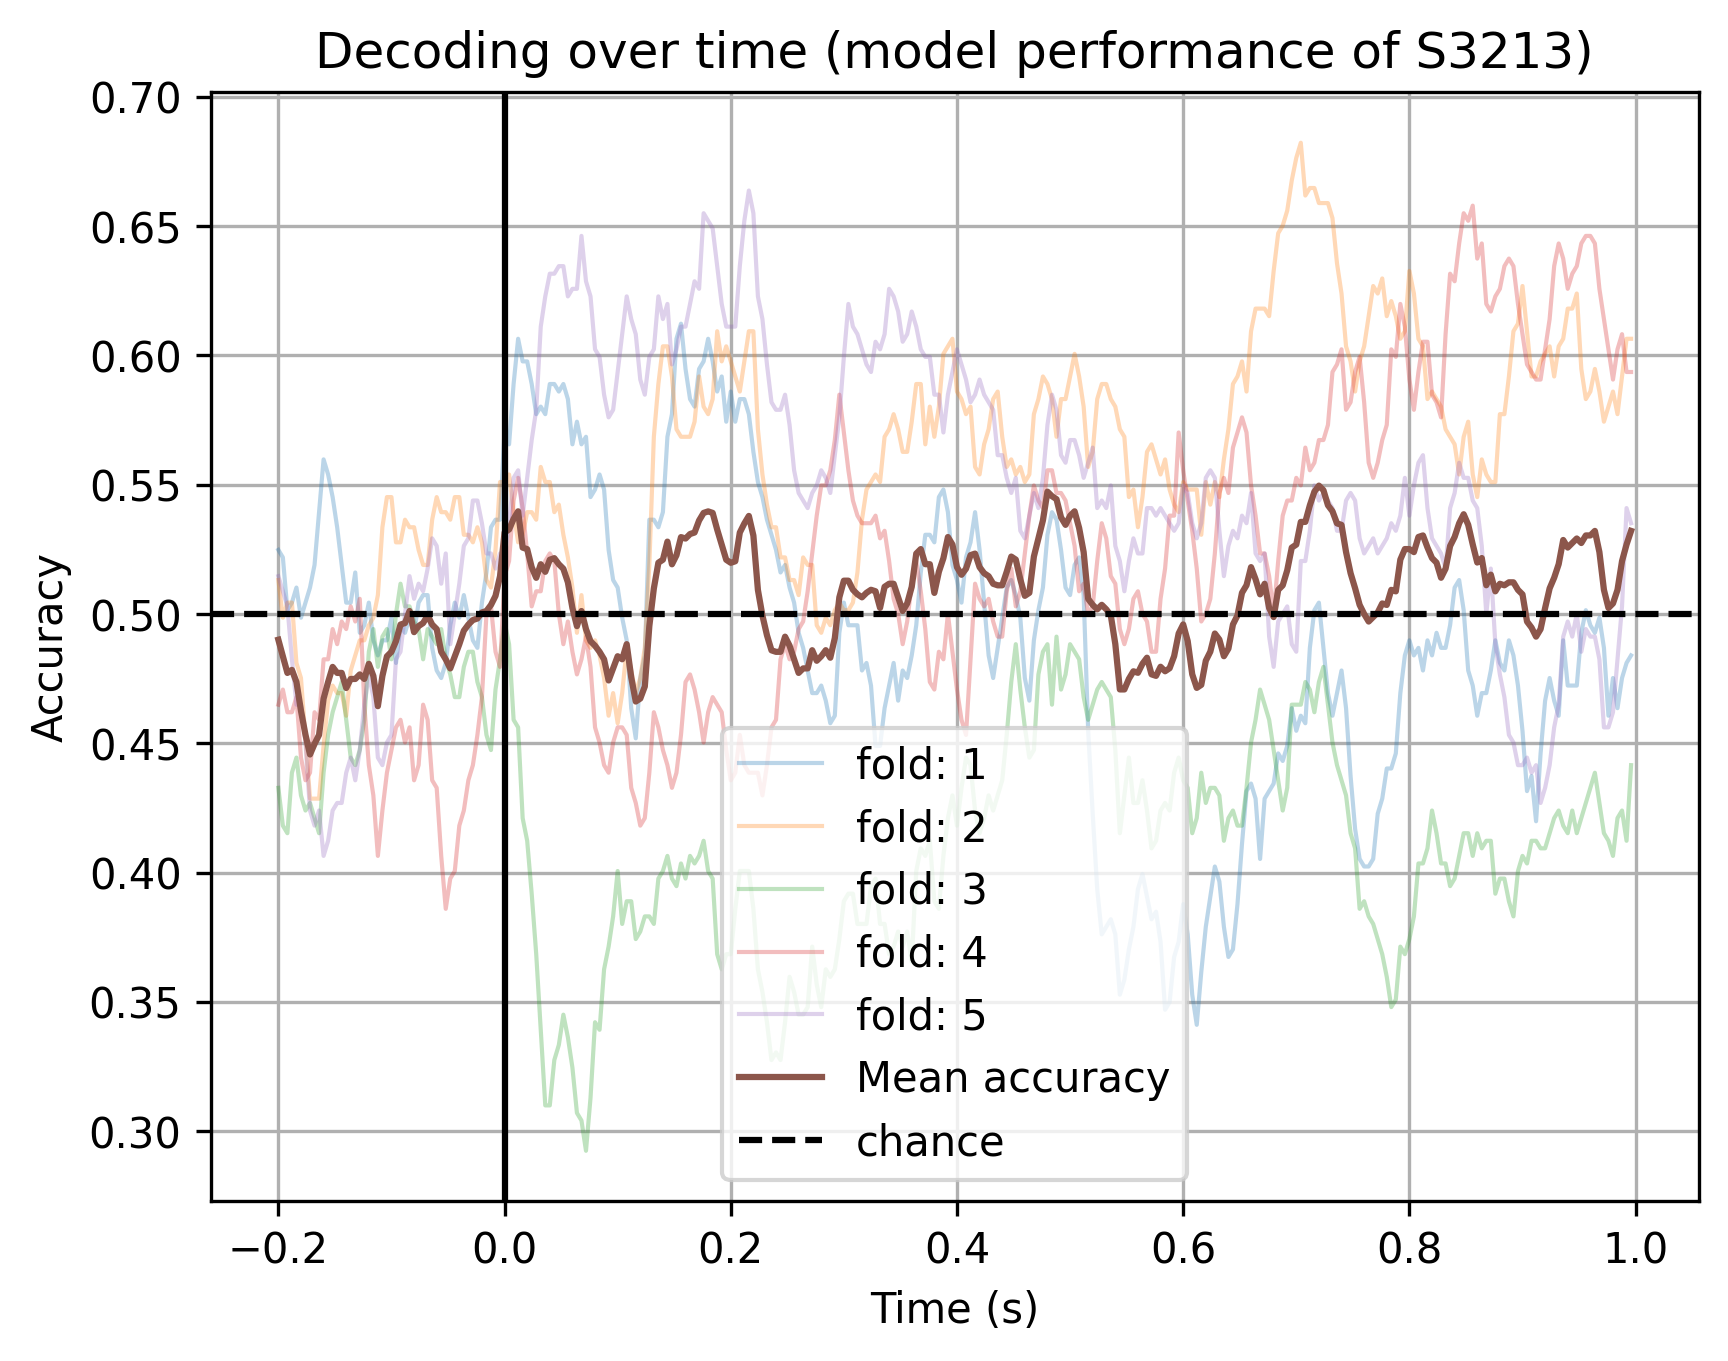 Decoding over time (model performance of S3213)
Accuracy
0.70
0.65
0.60
0.55
0.50
0.45
0.40
0.35
0.30
fold: 1
fold: 2
fold: 3
fold: 4
fold: 5
Mean accuracy
chance
−0.2 0.0 0.2 0.4 0.6 0.8 1.0
Time (s)